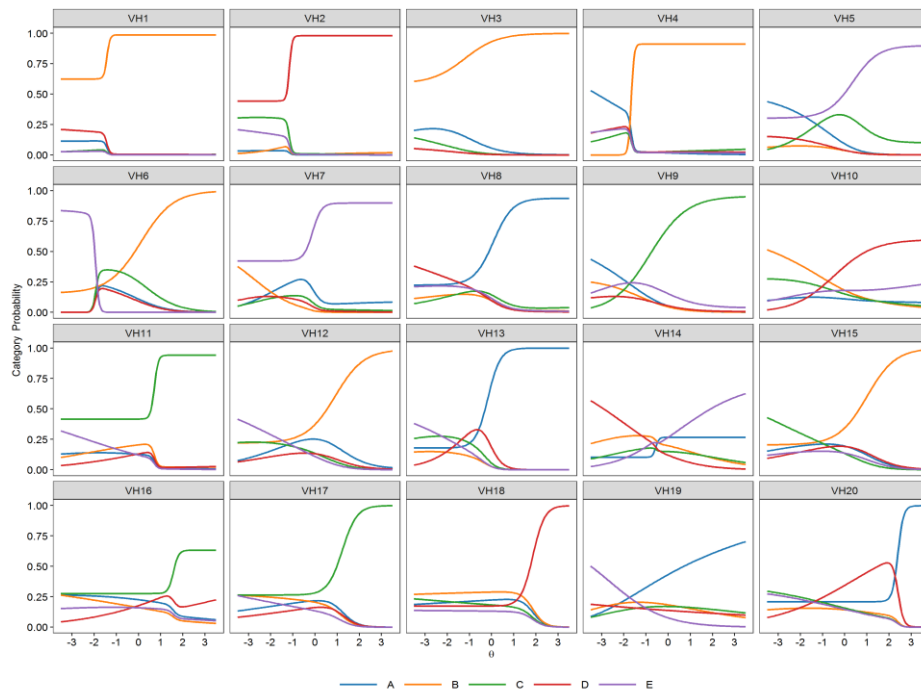 VH1 VH2 VH3 VH4 VH5
1.00
0.75
0.50
0.25
0.00
VH6 VH7 VH8 VH9 VH10
1.00
0.75
0.50
0.25
0.00
Category Probability
VH11 VH12 VH13 VH14 VH15
1.00
0.75
0.50
0.25
0.00
VH16 VH17 VH18 VH19 VH20
1.00
0.75
0.50
0.25
0.00
-3 -2 -1 0 1 2 3 -3 -2 -1 0 1 2 3 -3 -2 -1 0 1 2 3 -3 -2 -1 0 1 2 3 -3 -2 -1 0 1 2 3
θ
A B C D E